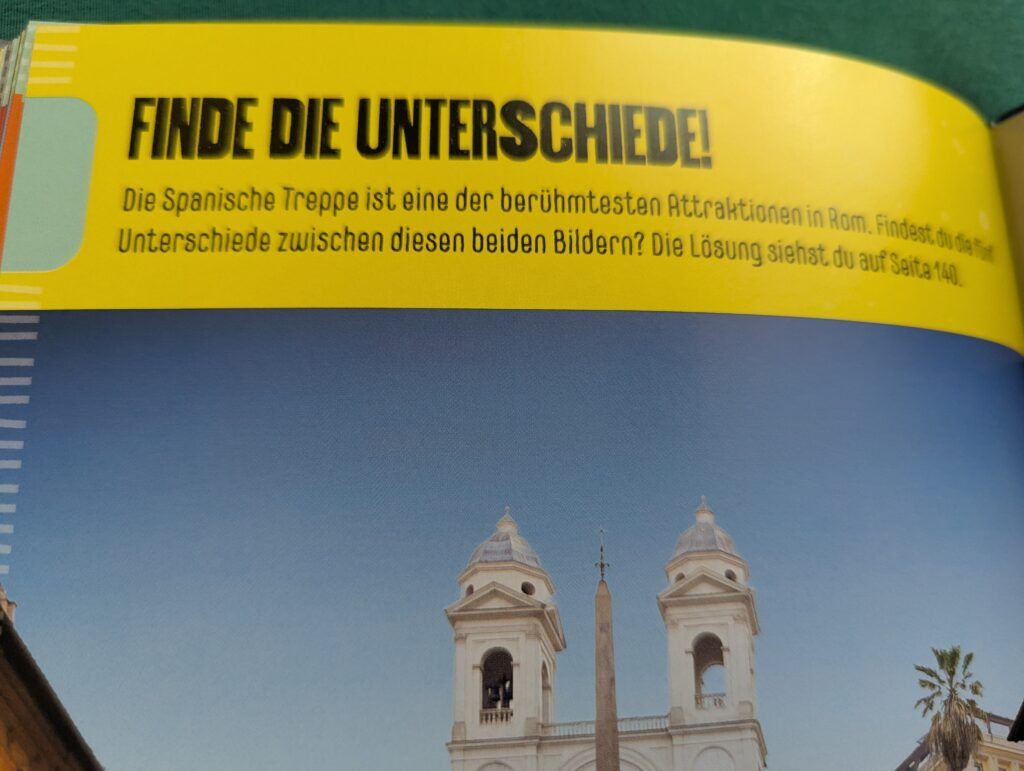 FINDE DIE UNTERSCHIEDE!
Die Spanische Treppe ist eine der berühmtesten Attraktionen in Rom. Findest du die fünf
Unterschiede zwischen diesen beiden Bildern? Die Lösung siehst du auf Seite 140.